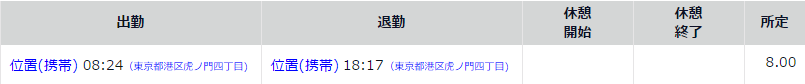 出勤 退勤 休憩開始 休憩終了 所定
位置(携帯) 08:24 (東京都港区虎ノ門四丁目) 位置(携帯) 18:17 (東京都港区虎ノ門四丁目) 8.00